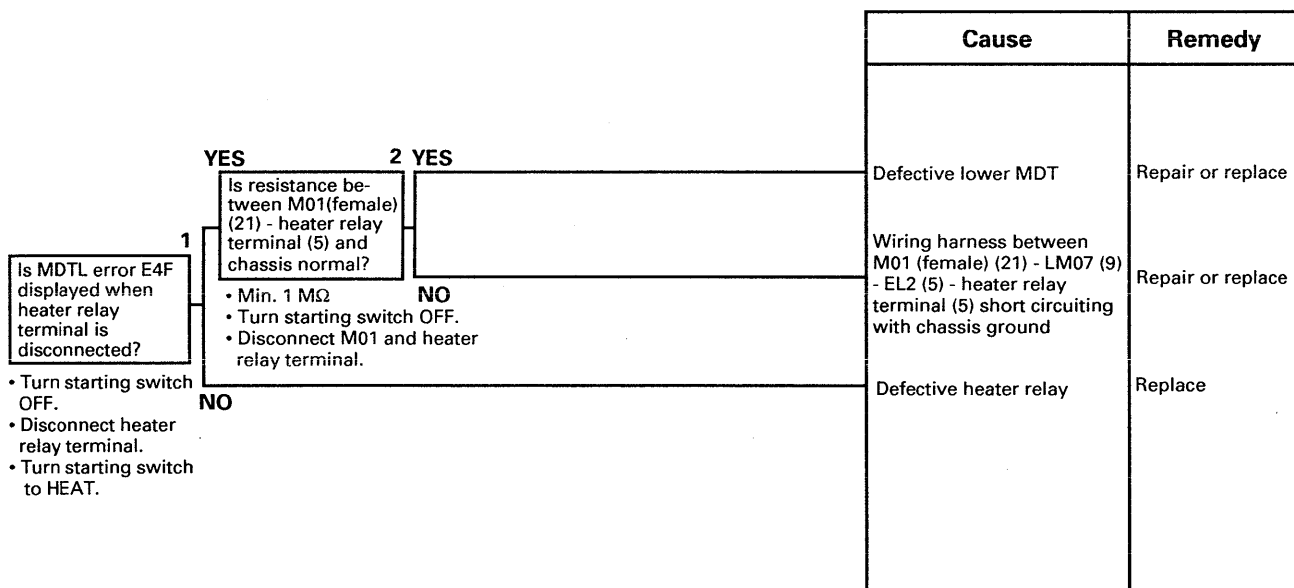 Cause
Remedy
YES
2 YES
Is resistance be-
tween M01(female)
(21) - heater relay
terminal (5) and
chassis normal?
Defective lower MDT
Repair or replace
1
Is MDTL error E4F
displayed when
heater relay
terminal is
disconnected?
• Min. 1 MΩ
• Turn starting switch OFF.
• Disconnect M01 and heater
relay terminal.
NO
Wiring harness between
M01 (female) (21) - LM07 (9)
- EL2 (5) - heater relay
terminal (5) short circuiting
with chassis ground
Repair or replace
• Turn starting switch
OFF.
• Disconnect heater
relay terminal.
• Turn starting switch
to HEAT.
NO
Defective heater relay
Replace